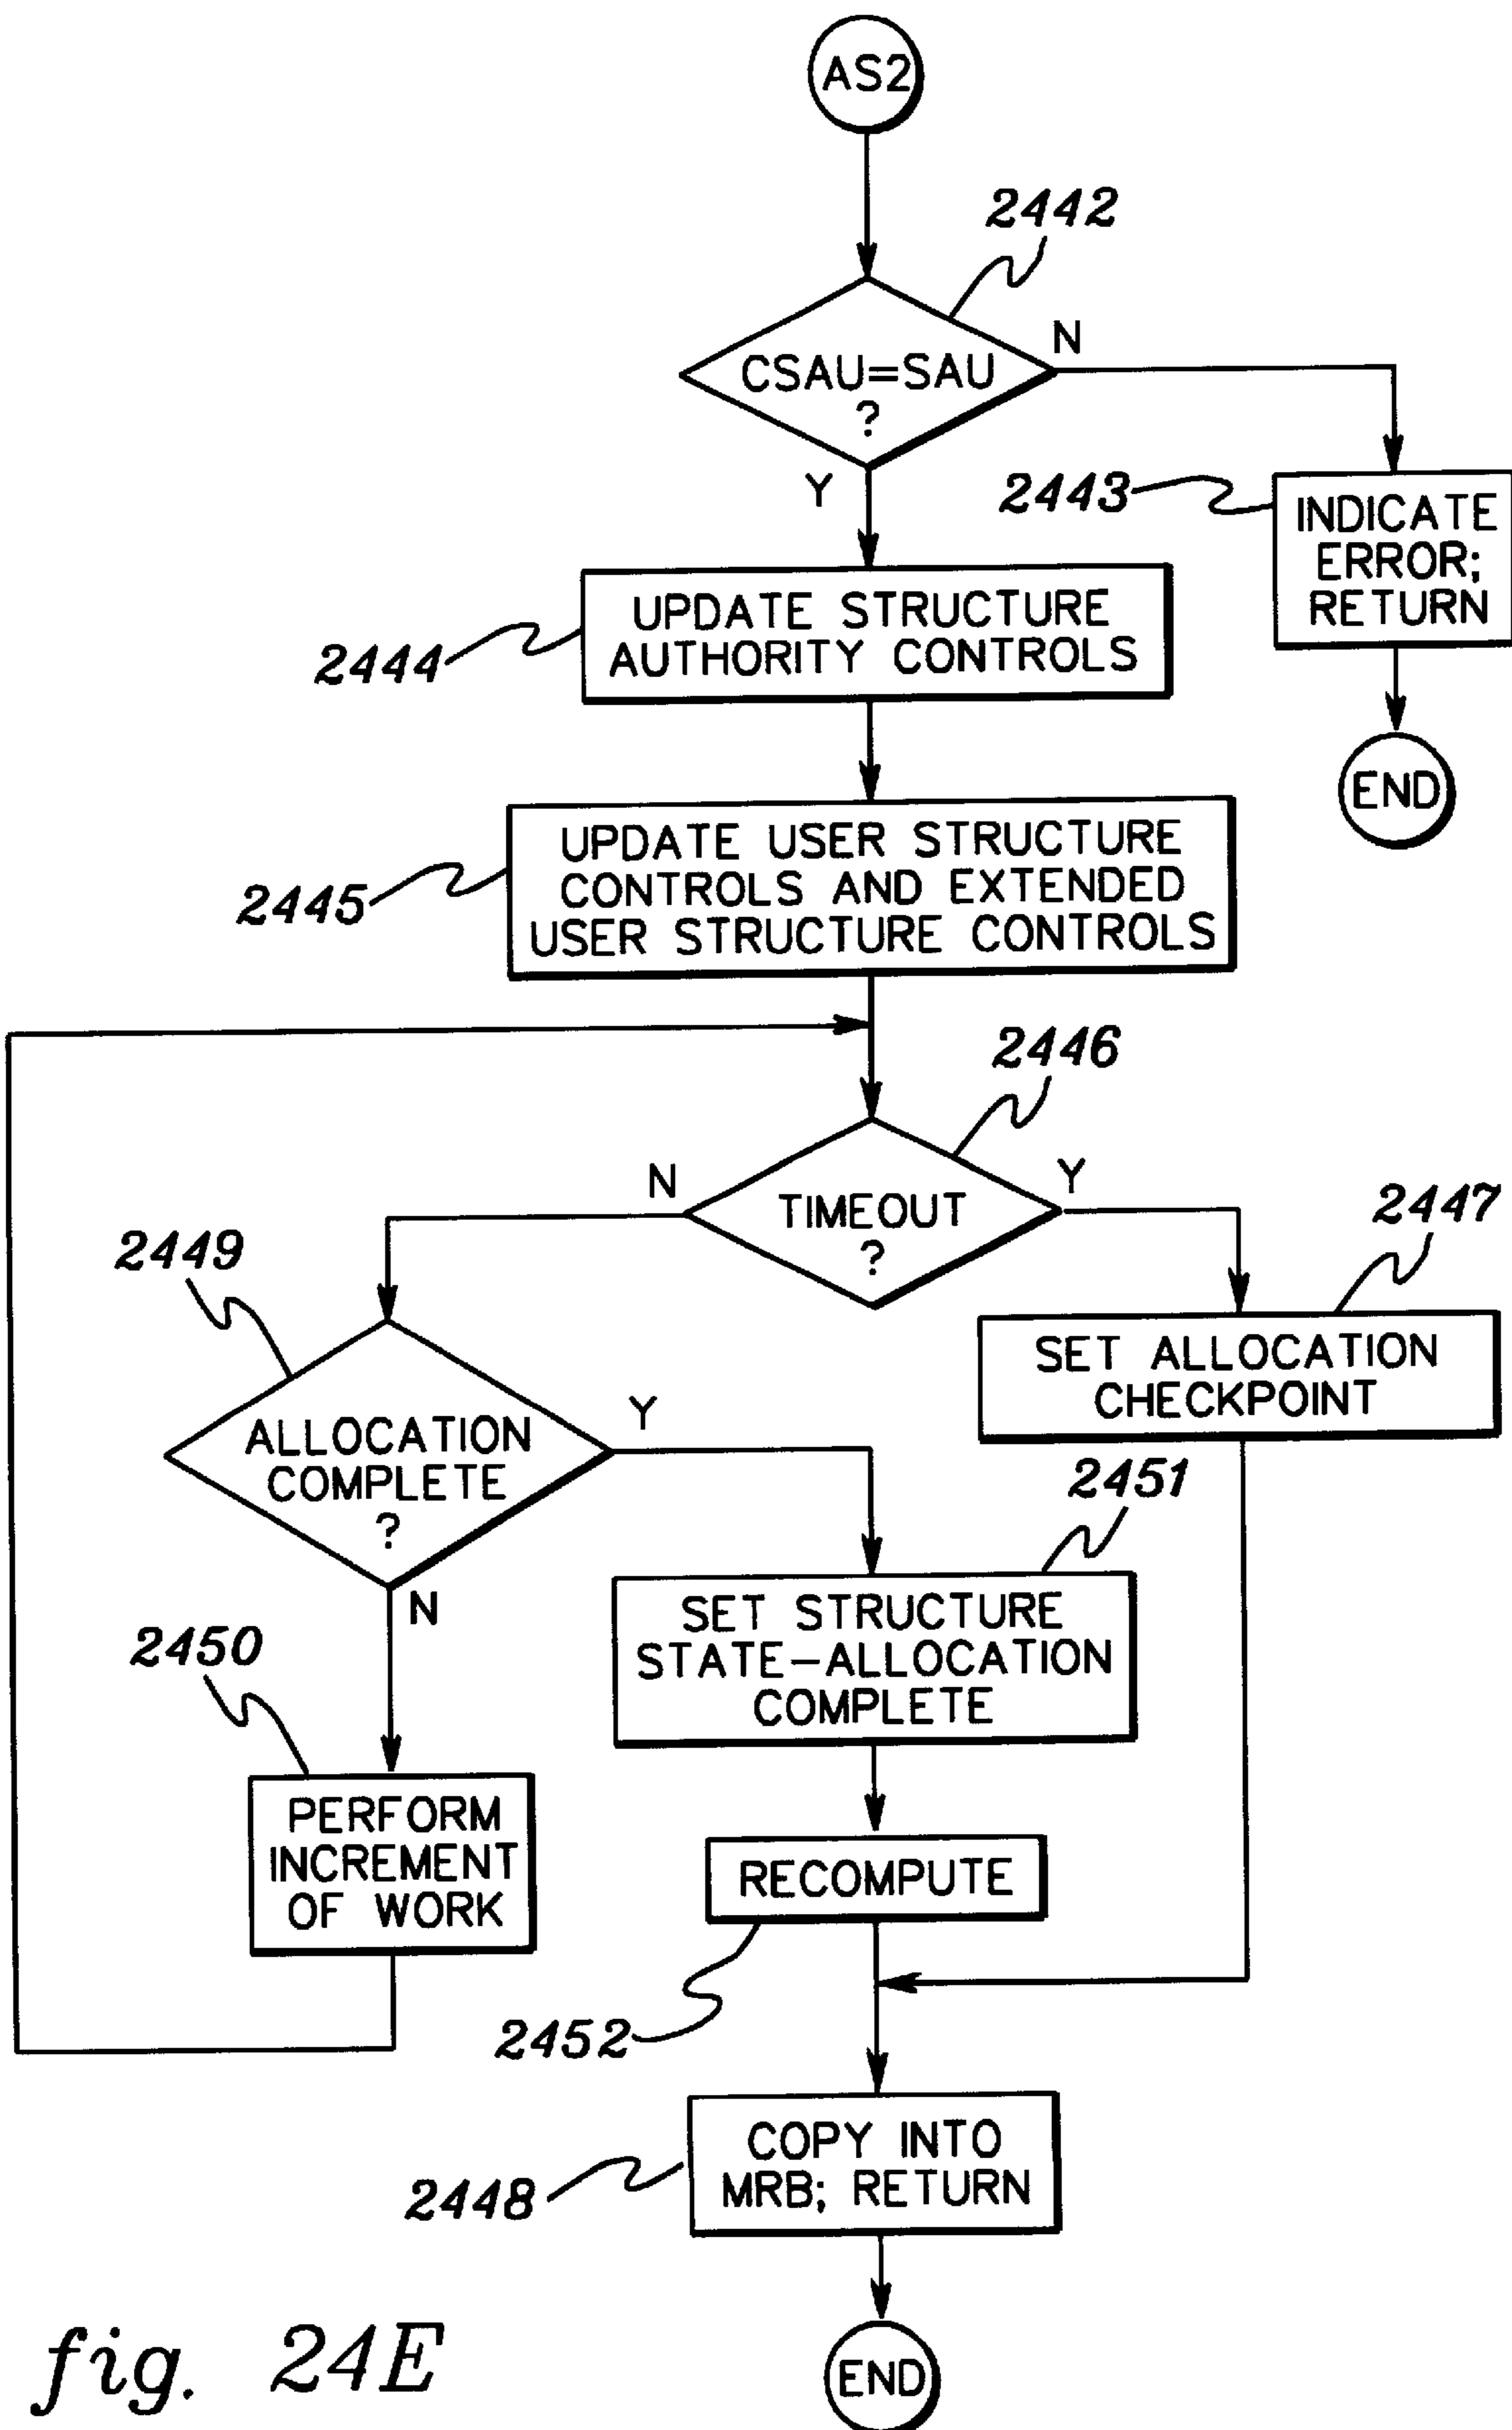 AS2
2442
CSAU=SAU
?
N
Y
2443
INDICATE
ERROR;
RETURN
END
2444
UPDATE STRUCTURE
AUTHORITY CONTROLS
2445
UPDATE USER STRUCTURE
CONTROLS AND EXTENDED
USER STRUCTURE CONTROLS
2446
TIMEOUT
?
N
Y
2447
SET ALLOCATION
CHECKPOINT
2449
ALLOCATION
COMPLETE
?
Y
N
2451
SET STRUCTURE
STATE-ALLOCATION
COMPLETE
2450
PERFORM
INCREMENT
OF WORK
RECOMPUTE
2452
COPY INTO
MRB; RETURN
2448
END
fig. 24E